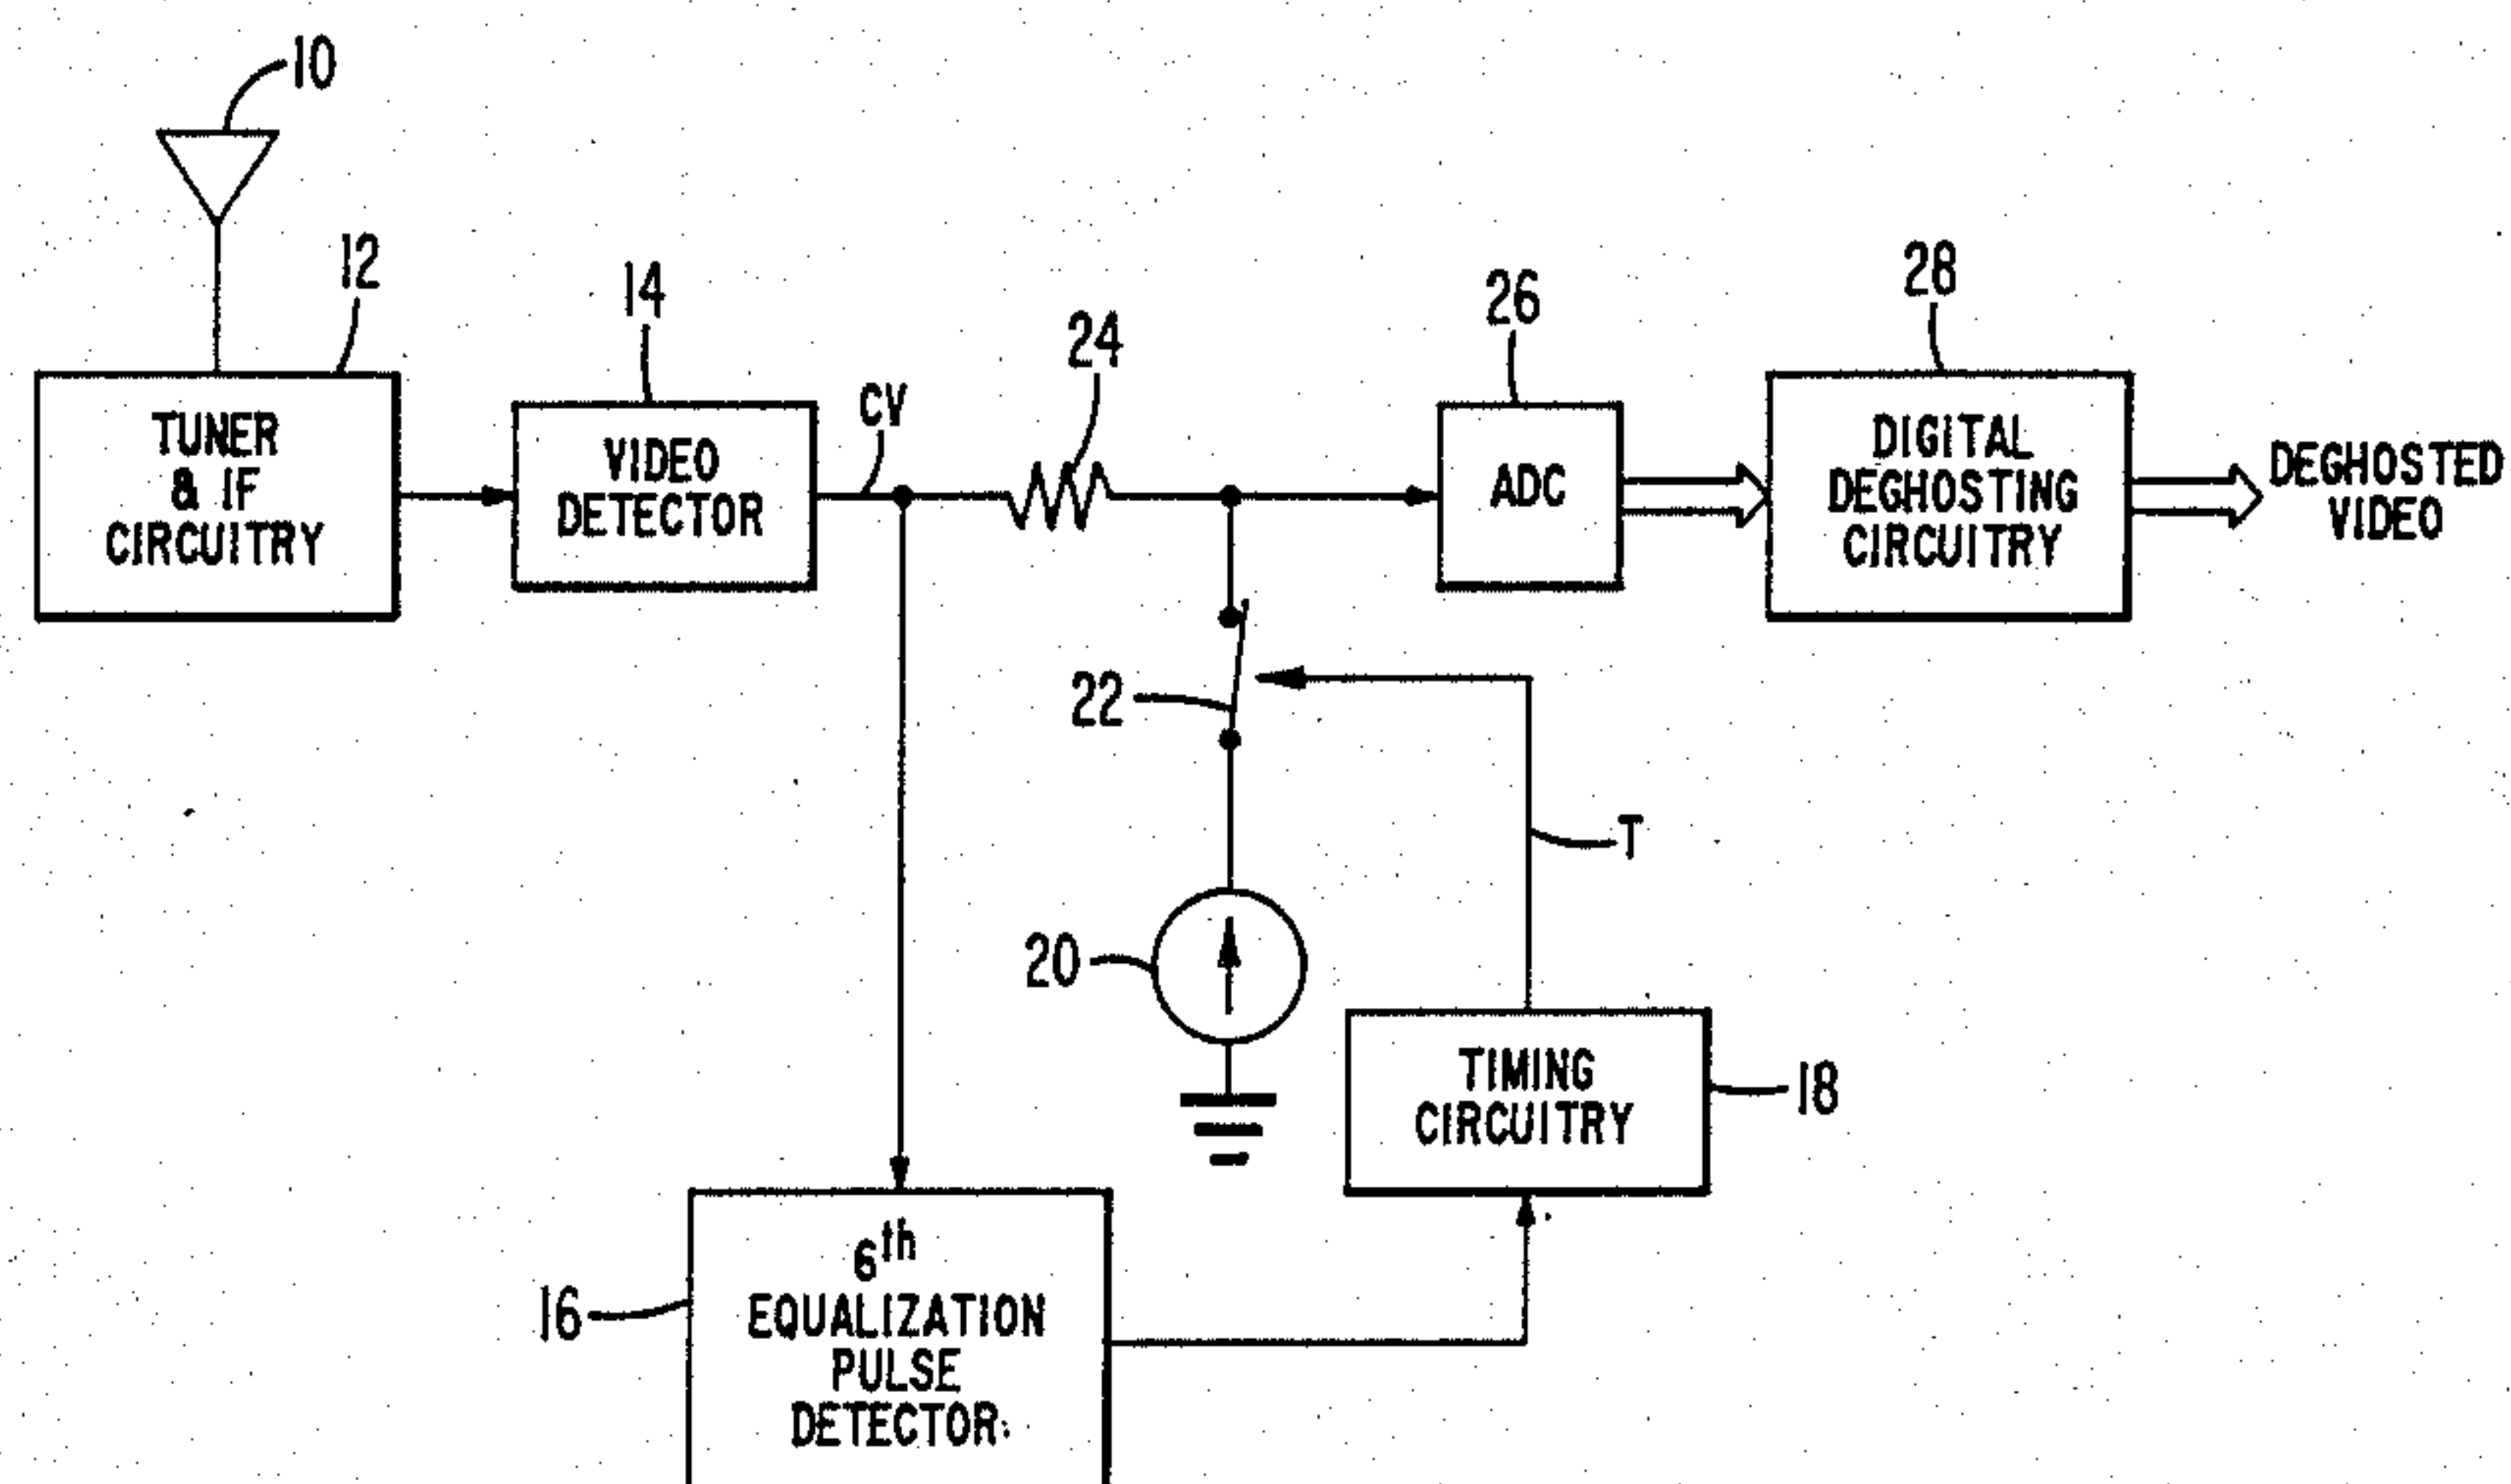 10
12
14
CV
24
26
28
TUNER
& IF
CIRCUITRY
VIDEO
DETECTOR
ADC
DIGITAL
DEGHOSTING
CIRCUITRY
DEGHOSTED
VIDEO
22
T
20
TIMING
CIRCUITRY
18
16
6th
EQUALIZATION
PULSE
DETECTOR